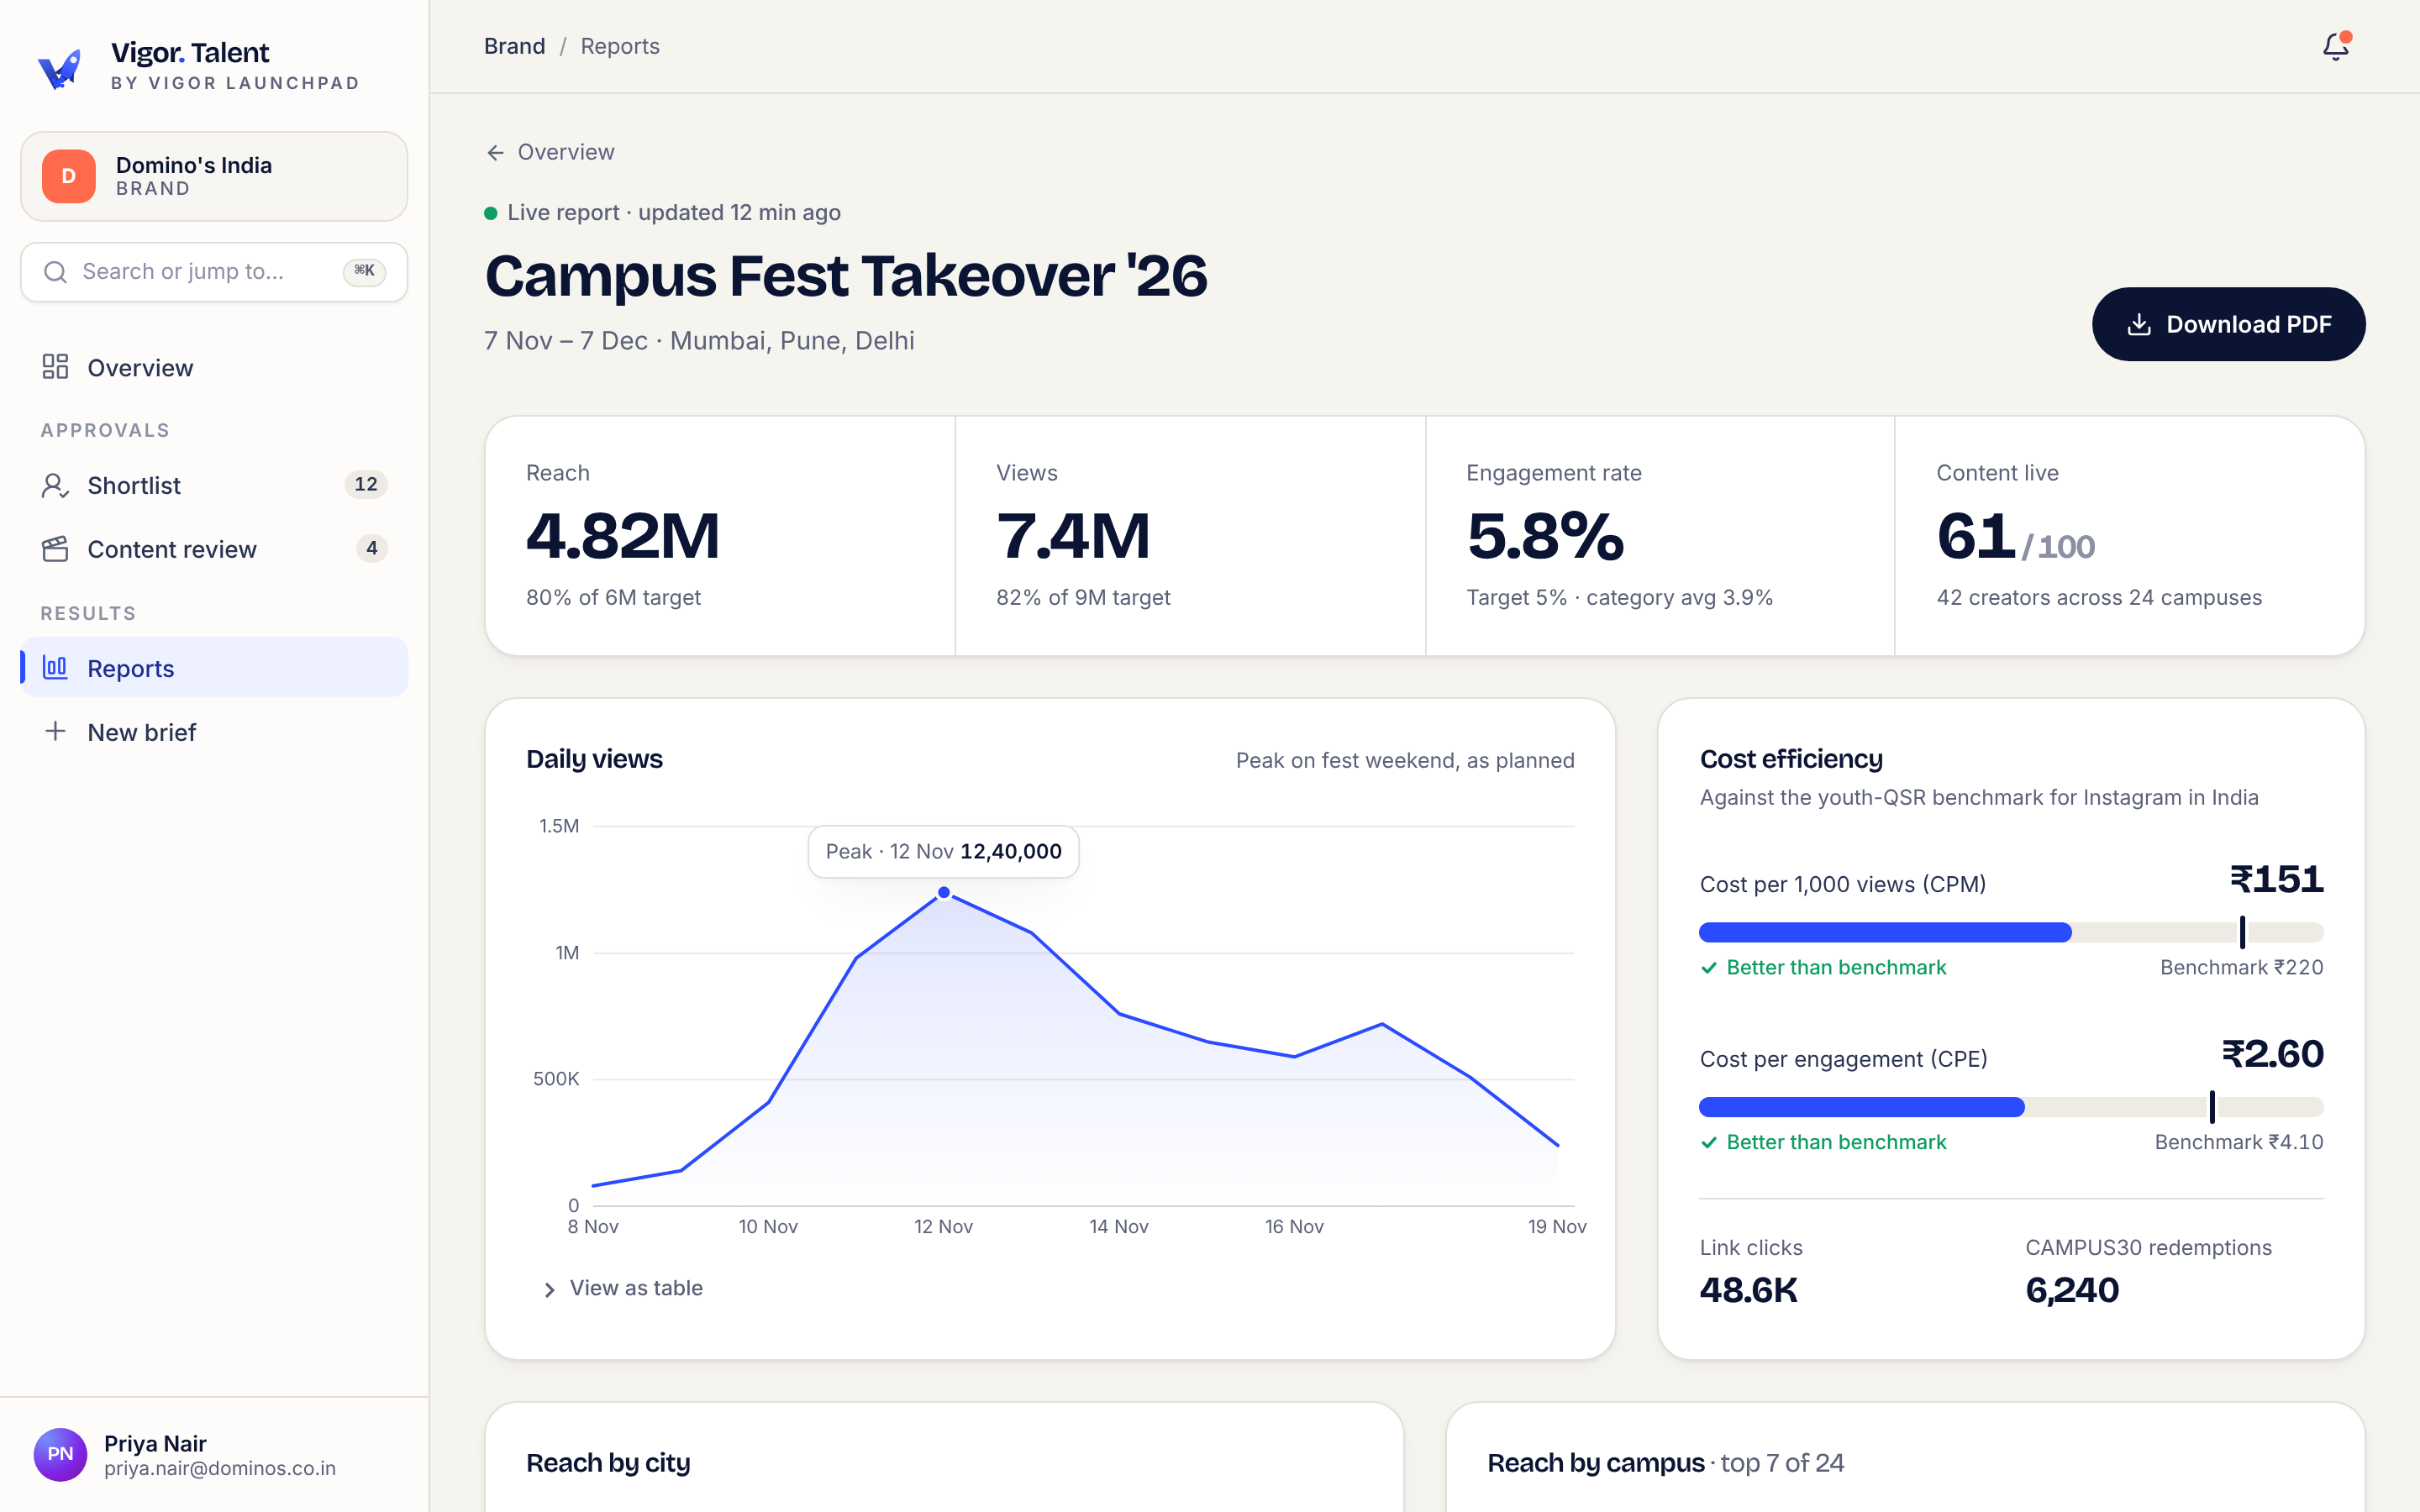 Vigor. Talent
BY VIGOR LAUNCHPAD
D
Domino's India
BRAND
Search or jump to...
⌘K
Overview
APPROVALS
Shortlist
12
Content review
4
RESULTS
Reports
New brief
PN
Priya Nair
priya.nair@dominos.co.in
Brand / Reports
Overview
Live report · updated 12 min ago
Campus Fest Takeover '26
7 Nov – 7 Dec · Mumbai, Pune, Delhi
Download PDF
Reach
4.82M
80% of 6M target
Views
7.4M
82% of 9M target
Engagement rate
5.8%
Target 5% · category avg 3.9%
Content live
61 / 100
42 creators across 24 campuses
Daily views
Peak on fest weekend, as planned
1.5M
Peak · 12 Nov 12,40,000
1M
500K
0
8 Nov 10 Nov 12 Nov 14 Nov 16 Nov 19 Nov
View as table
Cost efficiency
Against the youth-QSR benchmark for Instagram in India
Cost per 1,000 views (CPM) ₹151
Better than benchmark Benchmark ₹220
Cost per engagement (CPE) ₹2.60
Better than benchmark Benchmark ₹4.10
Link clicks
48.6K
CAMPUS30 redemptions
6,240
Reach by city
Reach by campus · top 7 of 24